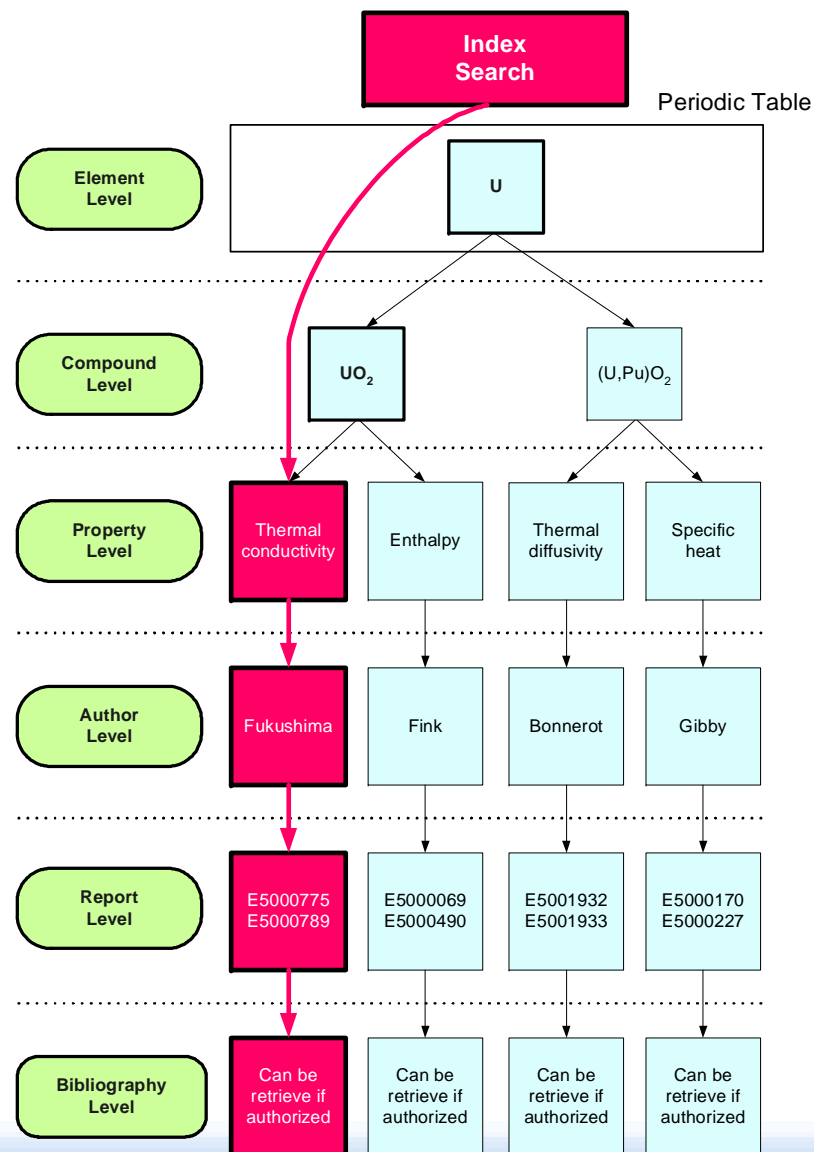 Index
Search
Periodic Table
Element
Level
U
Compound
Level
UO₂
(U,Pu)O₂
Property
Level
Thermal
conductivity
Enthalpy
Thermal
diffusivity
Specific
heat
Author
Level
Fukushima
Fink
Bonnerot
Gibby
Report
Level
E5000775
E5000789
E5000069
E5000490
E5001932
E5001933
E5000170
E5000227
Bibliography
Level
Can be
retrieve if
authorized
Can be
retrieve if
authorized
Can be
retrieve if
authorized
Can be
retrieve if
authorized